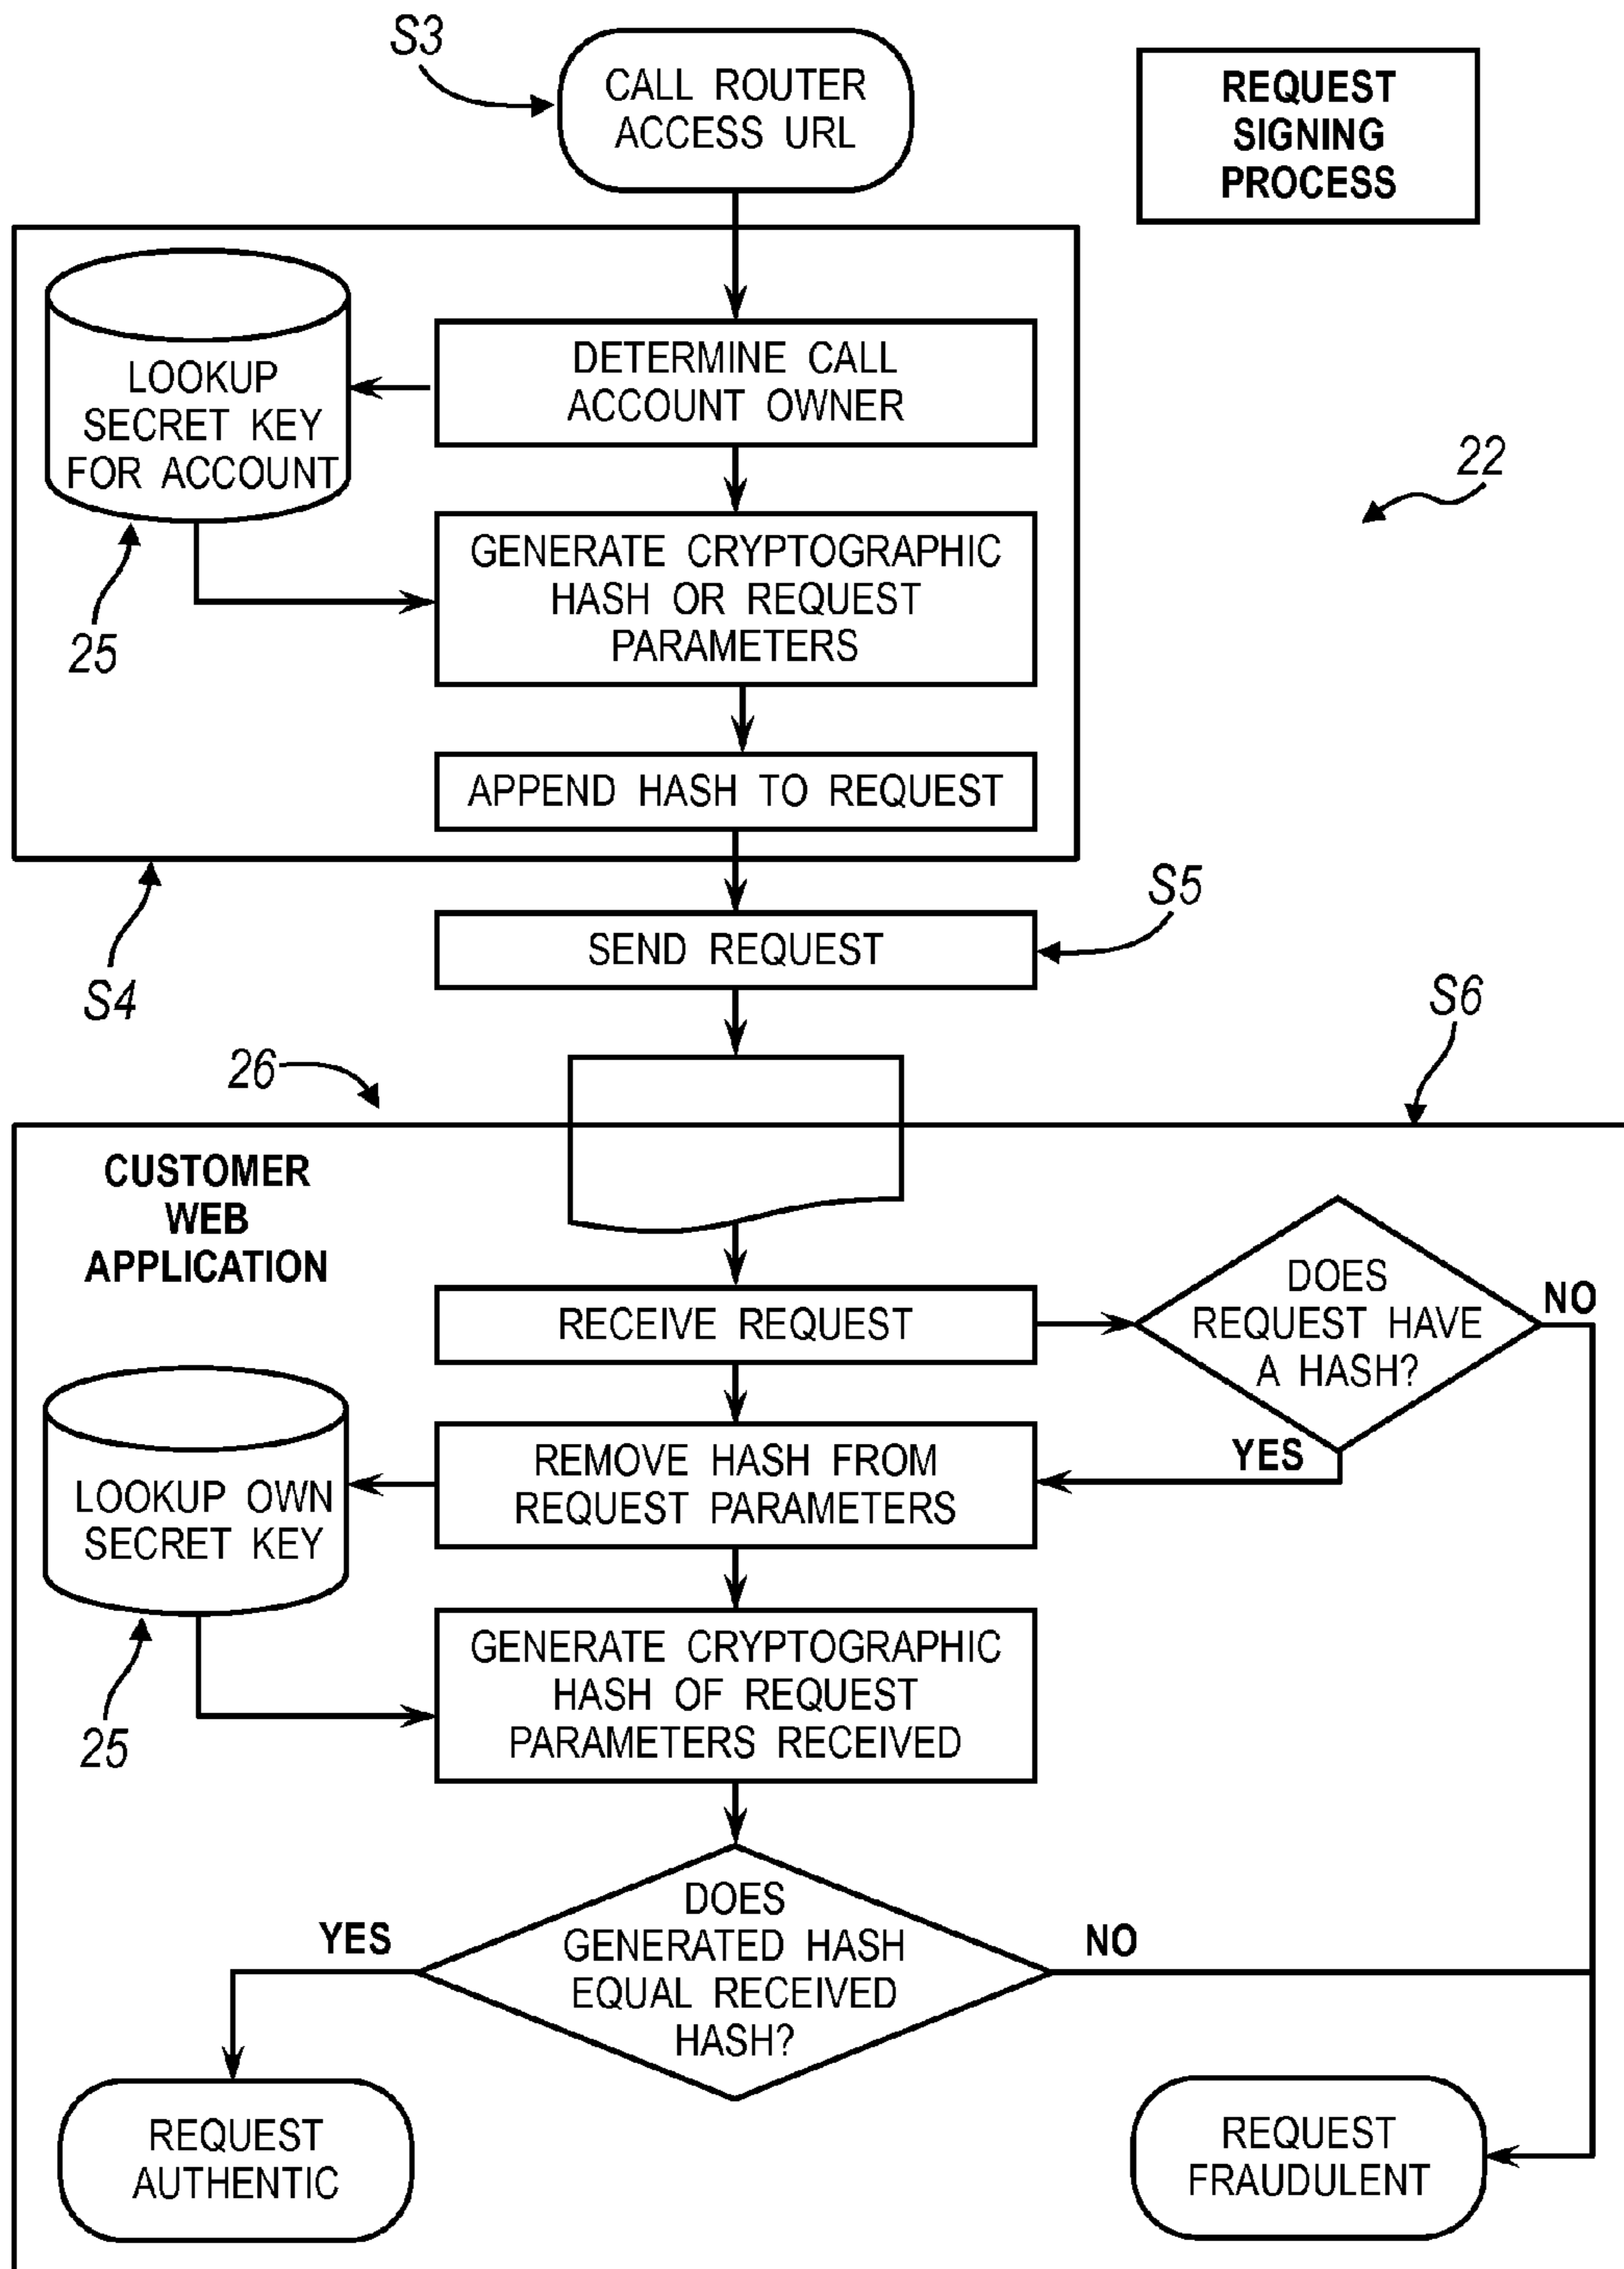 S3
CALL ROUTER
ACCESS URL
REQUEST
SIGNING
PROCESS
LOOKUP
SECRET KEY
FOR ACCOUNT
DETERMINE CALL
ACCOUNT OWNER
22
GENERATE CRYPTOGRAPHIC
HASH OR REQUEST
PARAMETERS
25
APPEND HASH TO REQUEST
S4
S5
SEND REQUEST
S6
26
CUSTOMER
WEB
APPLICATION
RECEIVE REQUEST
DOES
REQUEST HAVE
A HASH?
NO
YES
REMOVE HASH FROM
REQUEST PARAMETERS
LOOKUP OWN
SECRET KEY
25
GENERATE CRYPTOGRAPHIC
HASH OF REQUEST
PARAMETERS RECEIVED
DOES
GENERATED HASH
EQUAL RECEIVED
HASH?
YES
NO
REQUEST
AUTHENTIC
REQUEST
FRAUDULENT